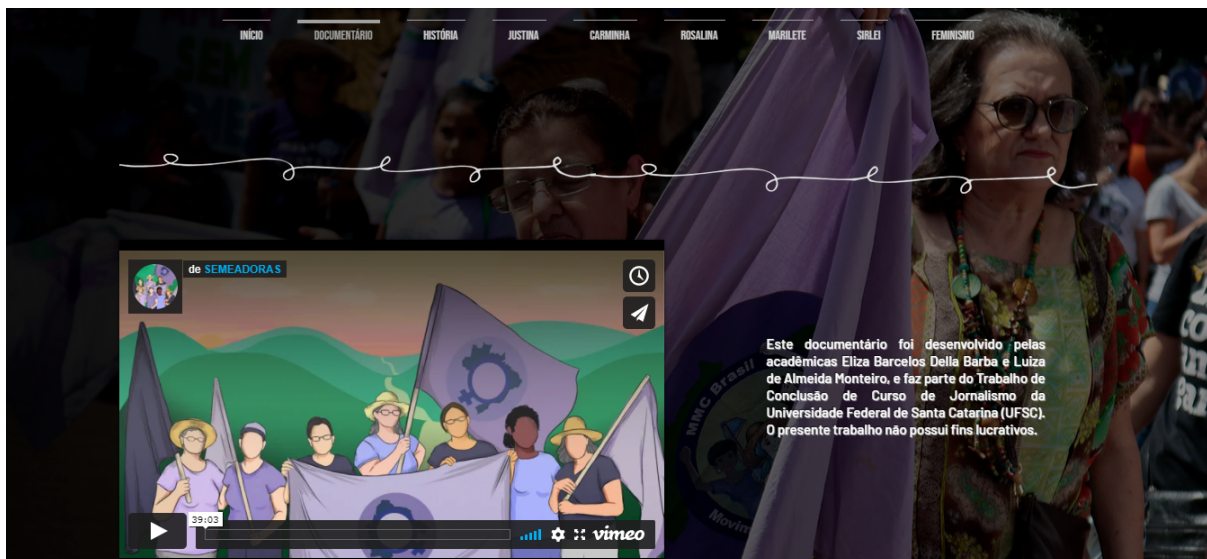 INÍCIO DOCUMENTÁRIO HISTÓRIA JUSTINA CARMINHA ROSALINA MARILETE SIRLEI FEMINISMO
de SEMEADORAS
Este documentário foi desenvolvido pelas
acadêmicas Eliza Barcelos Della Barba e Luiza
de Almeida Monteiro, e faz parte do Trabalho de
Conclusão de Curso de Jornalismo da
Universidade Federal de Santa Catarina (UFSC).
O presente trabalho não possui fins lucrativos.
MMC Brasil
39:03
vimeo